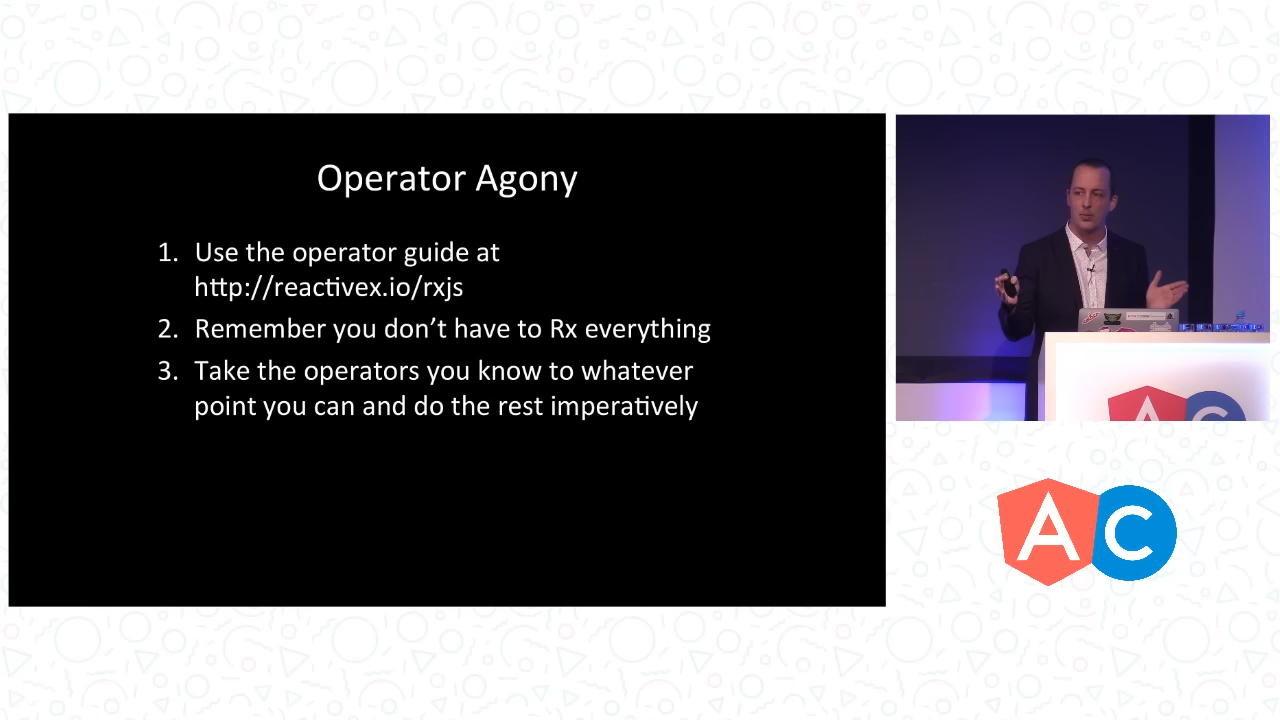 Operator Agony
1. Use the operator guide at
http://reactivex.io/rxjs
2. Remember you don’t have to Rx everything
3. Take the operators you know to whatever
point you can and do the rest imperatively
A C
A C